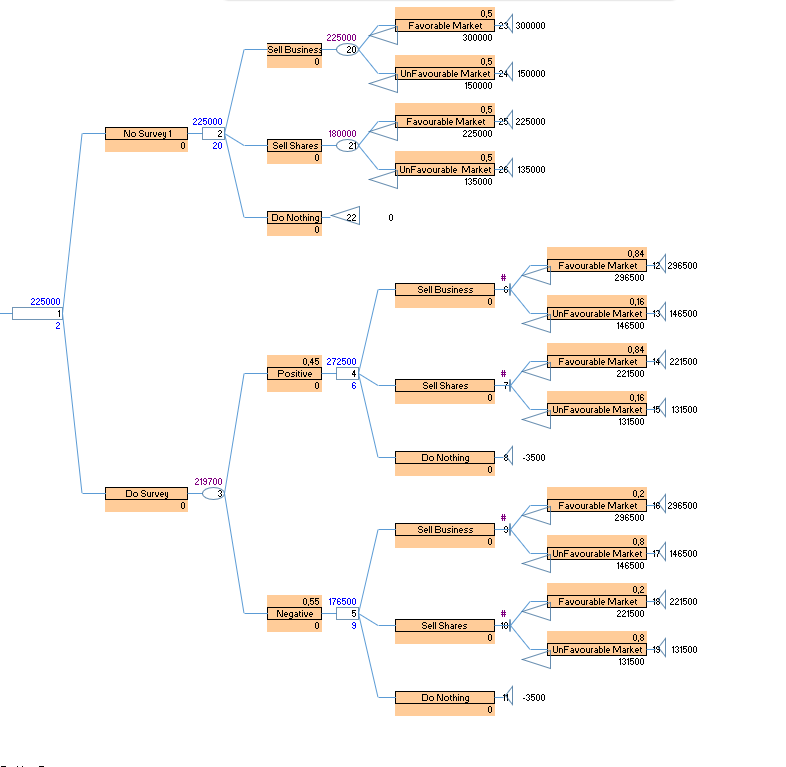 0,5
Favorable Market 23 300000
300000
225000
Sell Business 20
0
0,5
UnFavourable Market 24 150000
150000
0,5
Favourable Market 25 225000
225000
225000
No Survey1 2
0 20
180000
Sell Shares 21
0
0,5
UnFavourable Market 26 135000
135000
Do Nothing 22 0
0
0,84
Favourable Market 12 296500
296500
#
Sell Business 6
0
225000
1
2
0,16
UnFavourable Market 13 146500
146500
0,84
Favourable Market 14 221500
221500
0,45 272500
Positive 4
0 6
#
Sell Shares 7
0
0,16
UnFavourable Market 15 131500
131500
Do Nothing 8 -3500
0
219700
Do Survey 3
0
0,2
Favourable Market 16 296500
296500
#
Sell Business 9
0
0,8
UnFavourable Market 17 146500
146500
0,2
Favourable Market 18 221500
221500
0,55 176500
Negative 5
0 9
#
Sell Shares 10
0
0,8
UnFavourable Market 19 131500
131500
Do Nothing 11 -3500
0